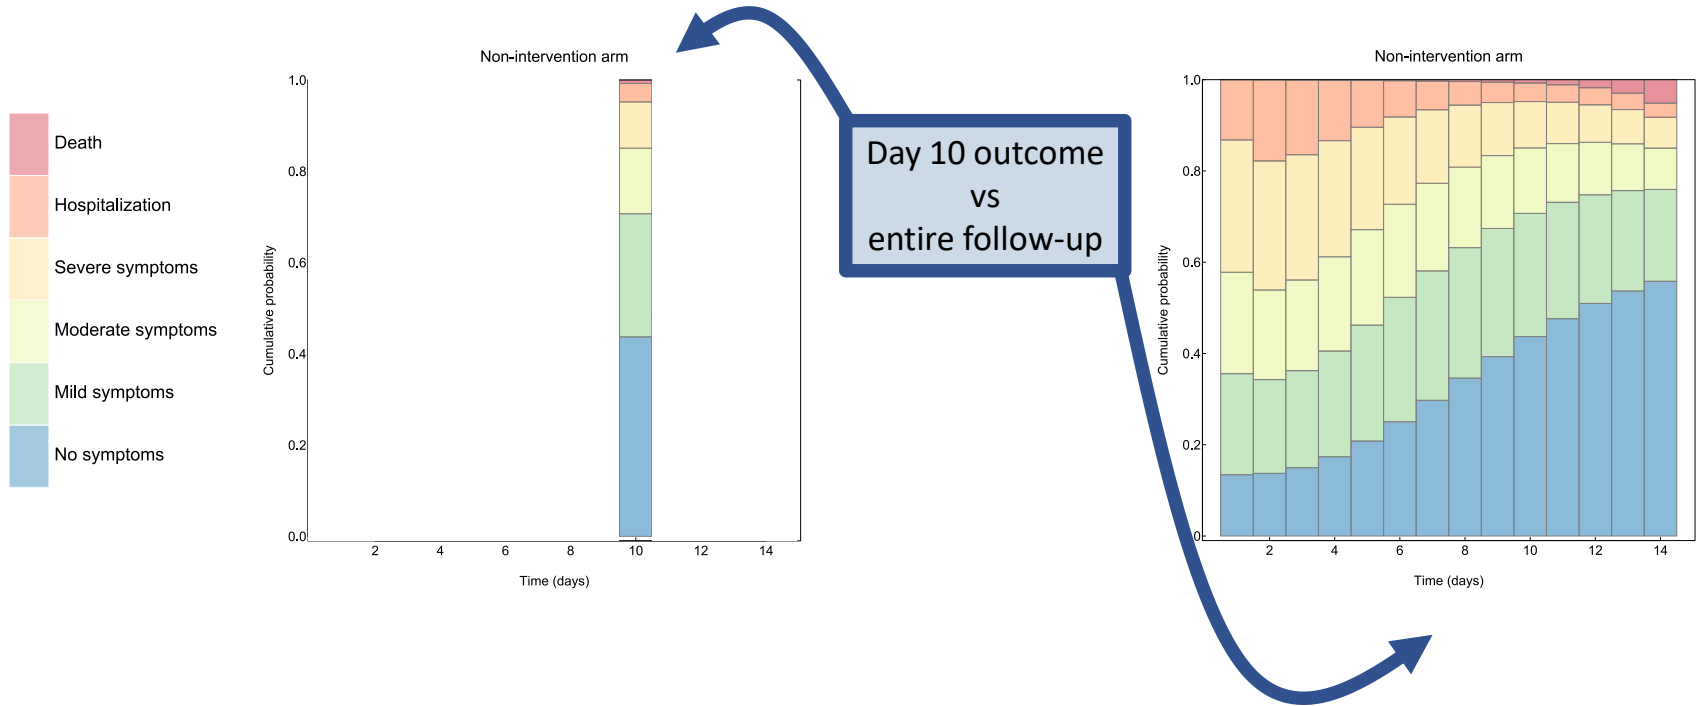 Death
Hospitalization
Severe symptoms
Moderate symptoms
Mild symptoms
No symptoms
Non-intervention arm
Cumulative probability
1.0
0.8
0.6
0.4
0.2
0.0
2 4 6 8 10 12 14
Time (days)
Day 10 outcome
vs
entire follow-up
Non-intervention arm
Cumulative probability
1.0
0.8
0.6
0.4
0.2
2 4 6 8 10 12 14
Time (days)